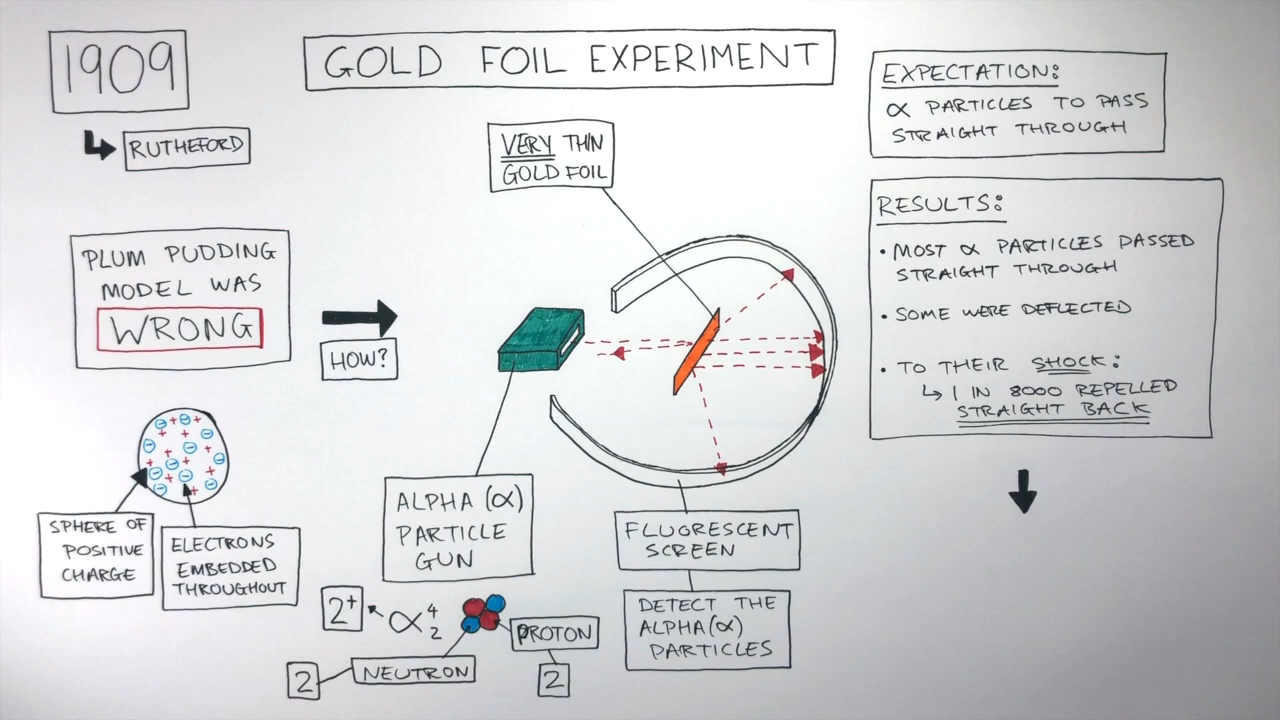 1909
RUTHEFORD
GOLD FOIL EXPERIMENT
PLUM PUDDING
MODEL WAS
WRONG
HOW?
SPHERE OF
POSITIVE
CHARGE
ELECTRONS
EMBEDDED
THROUGHOUT
VERY THIN
GOLD FOIL
ALPHA (α)
PARTICLE
GUN
2+
α 4 2
NEUTRON
2
PROTON
2
FLUORESCENT
SCREEN
DETECT THE
ALPHA (α)
PARTICLES
EXPECTATION:
α PARTICLES TO PASS
STRAIGHT THROUGH
RESULTS:
• MOST α PARTICLES PASSED
STRAIGHT THROUGH
• SOME WERE DEFLECTED
• TO THEIR SHOCK:
↳ 1 IN 8000 REPELLED
STRAIGHT BACK